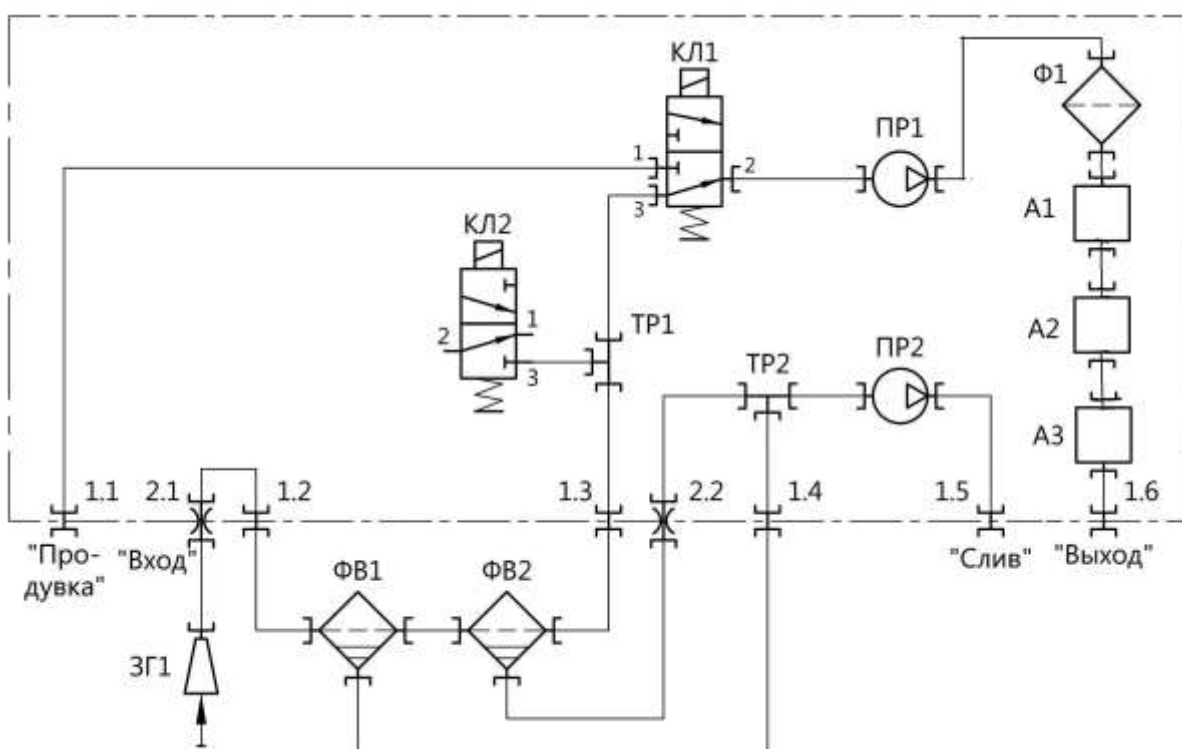 КЛ1
Ф1
ПР1
1
2
3
А1
КЛ2
ТР1
1
2
3
А2
ТР2
ПР2
А3
1.1
2.1
1.2
1.3
2.2
1.4
1.5
1.6
"Про-
дувка"
"Вход"
"Слив"
"Выход"
ФВ1
ФВ2
ЗГ1